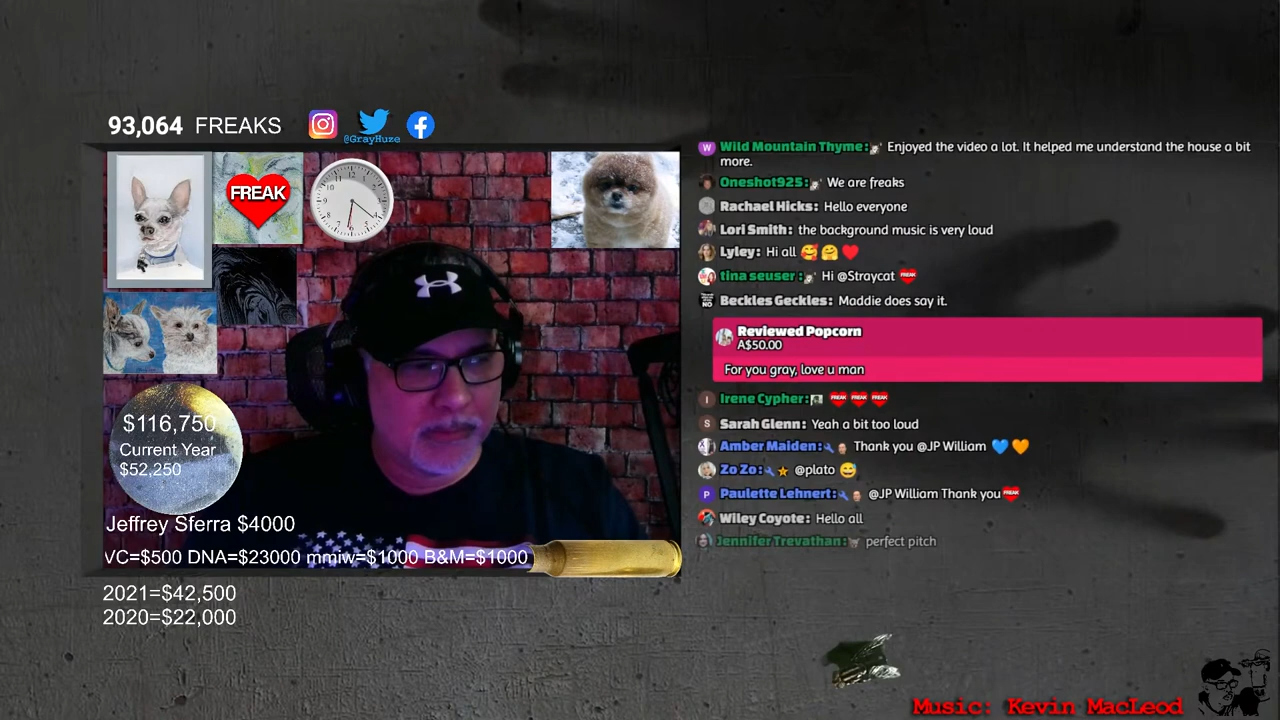 93,064 FREAKS
@GrayHuze
FREAK
$116,750
Current Year
$52,250
Jeffrey Sferra $4000
VC=$500 DNA=$23000 mmiw=$1000 B&M=$1000
2021=$42,500
2020=$22,000
W Wild Mountain Thyme: Enjoyed the video a lot. It helped me understand the house a bit
more.
Oneshot925: We are freaks
Rachael Hicks: Hello everyone
Lori Smith: the background music is very loud
Lyley: Hi all
tina seuser: Hi @Straycat FREAK
Beckles Geckles: Maddie does say it.
Reviewed Popcorn
A$50.00
For you gray, love u man
I Irene Cypher: FREAK FREAK FREAK
S Sarah Glenn: Yeah a bit too loud
Amber Maiden: Thank you @JP William
Zo Zo: @plato
P Paulette Lehnert: @JP William Thank you FREAK
Wiley Coyote: Hello all
Jennifer Trevathan: perfect pitch
Music: Kevin MacLeod